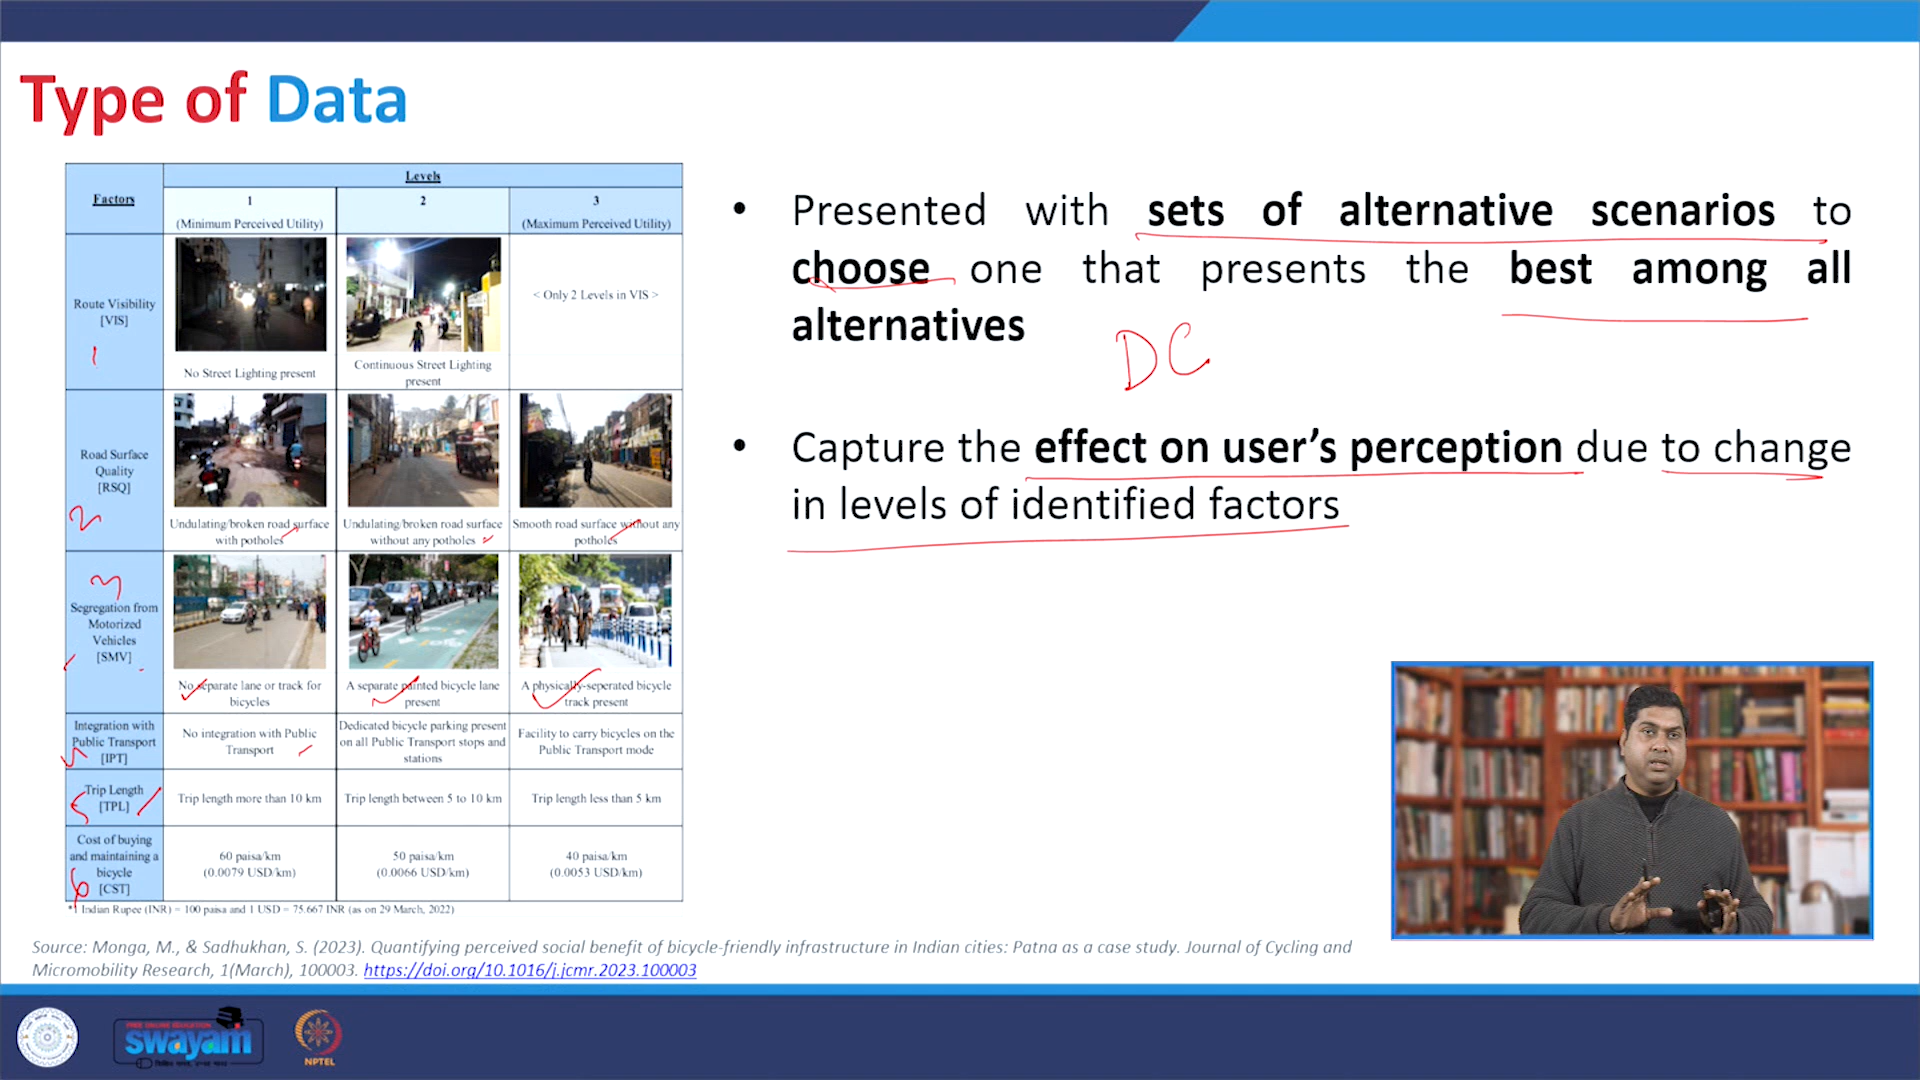 Type of Data
Factors
Levels
1
(Minimum Perceived Utility)
2
3
(Maximum Perceived Utility)
Route Visibility
[VIS]
1
No Street Lighting present
Continuous Street Lighting
present
< Only 2 Levels in VIS >
Road Surface
Quality
[RSQ]
2
Undulating/broken road surface
with potholes
Undulating/broken road surface
without any potholes
Smooth road surface without any
potholes
3
Segregation from
Motorized
Vehicles
[SMV]
No separate lane or track for
bicycles
A separate painted bicycle lane
present
A physically-seperated bicycle
track present
Integration with
Public Transport
[IPT]
No integration with Public
Transport
Dedicated bicycle parking present
on all Public Transport stops and
stations
Facility to carry bicycles on the
Public Transport mode
Trip Length
[TPL]
5
Trip length more than 10 km
Trip length between 5 to 10 km
Trip length less than 5 km
Cost of buying
and maintaining a
bicycle
[CST]
6
60 paisa/km
(0.0079 USD/km)
50 paisa/km
(0.0066 USD/km)
40 paisa/km
(0.0053 USD/km)
*1 Indian Rupee (INR) = 100 paisa and 1 USD = 75.667 INR (as on 29 March, 2022)
• Presented with sets of alternative scenarios to
choose one that presents the best among all
alternatives
DC
• Capture the effect on user's perception due to change
in levels of identified factors
Source: Monga, M., & Sadhukhan, S. (2023). Quantifying perceived social benefit of bicycle-friendly infrastructure in Indian cities: Patna as a case study. Journal of Cycling and
Micromobility Research, 1(March), 100003. https://doi.org/10.1016/j.jcmr.2023.100003
FREE ONLINE EDUCATION
swayam
NPTEL